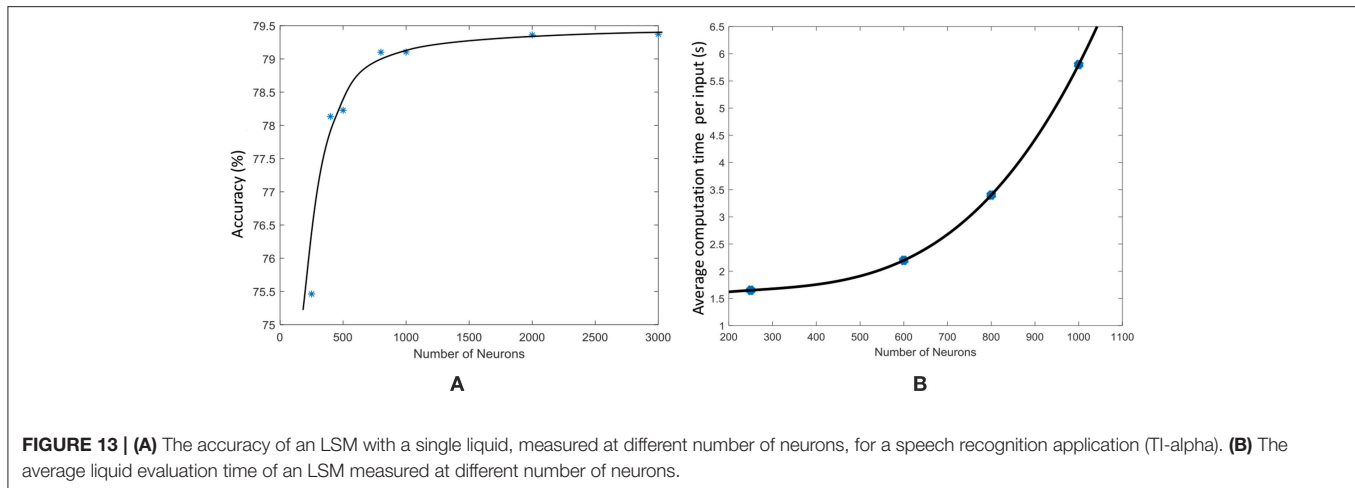 79.5
79
78.5
78
77.5
77
76.5
76
75.5
75
Accuracy (%)
0 500 1000 1500 2000 2500 3000
Number of Neurons
A
6.5
6
5.5
5
4.5
4
3.5
3
2.5
2
1.5
1
Average computation time per input (s)
200 300 400 500 600 700 800 900 1000 1100
Number of Neurons
B
FIGURE 13 | (A) The accuracy of an LSM with a single liquid, measured at different number of neurons, for a speech recognition application (TI-alpha). (B) The
average liquid evaluation time of an LSM measured at different number of neurons.